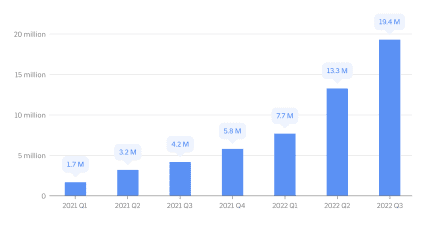 19.4 M
20 million
13.3 M
15 million
7.7 M
10 million
5.8 M
4.2 M
3.2 M
5 million
1.7 M
0
2021 Q1 2021 Q2 2021 Q3 2021 Q4 2022 Q1 2022 Q2 2022 Q3